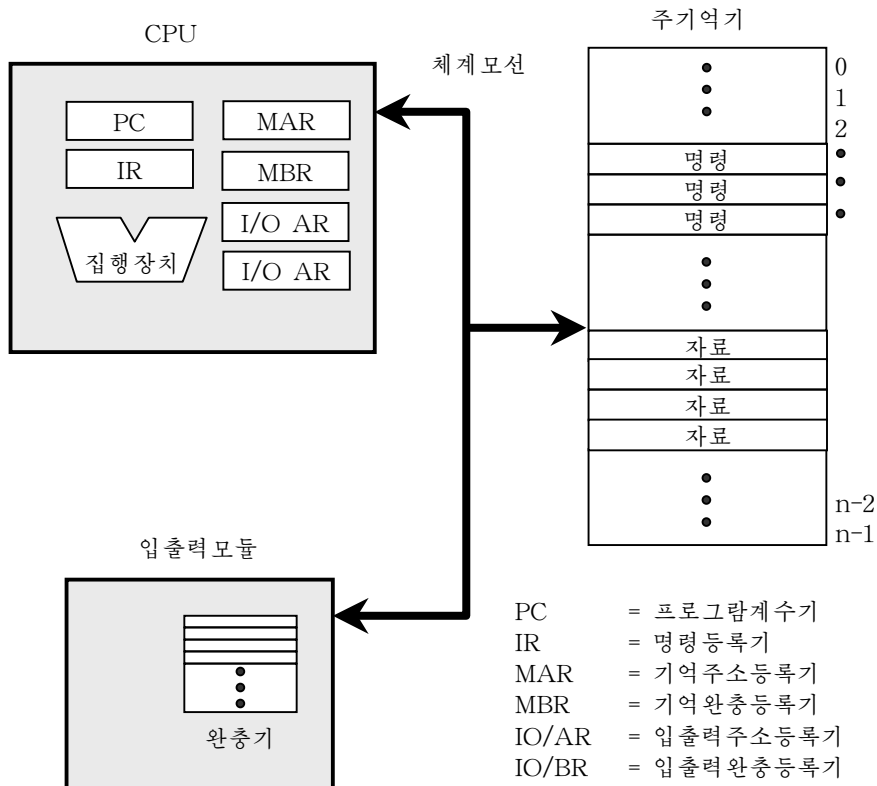 CPU
체계모선
주기억기
PC
MAR
IR
MBR
I/O AR
집행장치
I/O AR
0
1
2
명령
명령
명령
자료
자료
자료
자료
n-2
n-1
입출력모듈
완충기
PC = 프로그람계수기
IR = 명령등록기
MAR = 기억주소등록기
MBR = 기억완충등록기
IO/AR = 입출력주소등록기
IO/BR = 입출력완충등록기